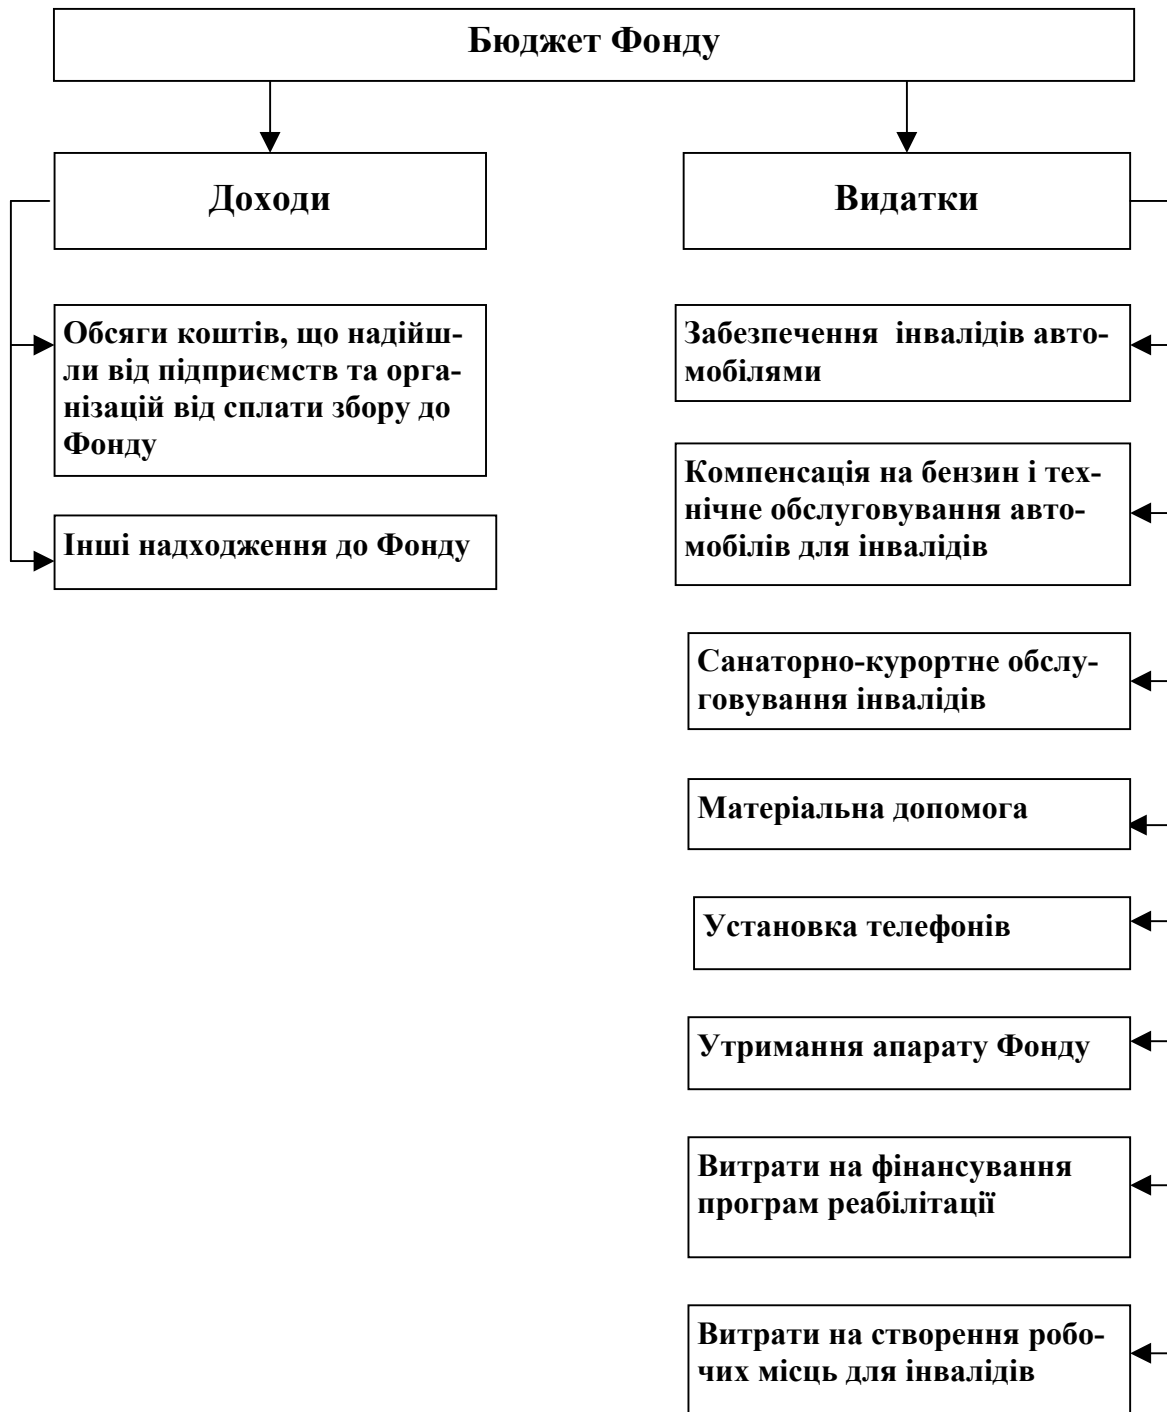 Бюджет Фонду
Доходи
Видатки
Обсяги коштів, що надійш-
ли від підприємств та орга-
нізацій від сплати збору до
Фонду
Інші надходження до Фонду
Забезпечення  інвалідів авто-
мобілями
Компенсація на бензин і тех-
нічне обслуговування авто-
мобілів для інвалідів
Санаторно-курортне обслу-
говування інвалідів
Матеріальна допомога
Установка телефонів
Утримання апарату Фонду
Витрати на фінансування
програм реабілітації
Витрати на створення робо-
чих місць для інвалідів